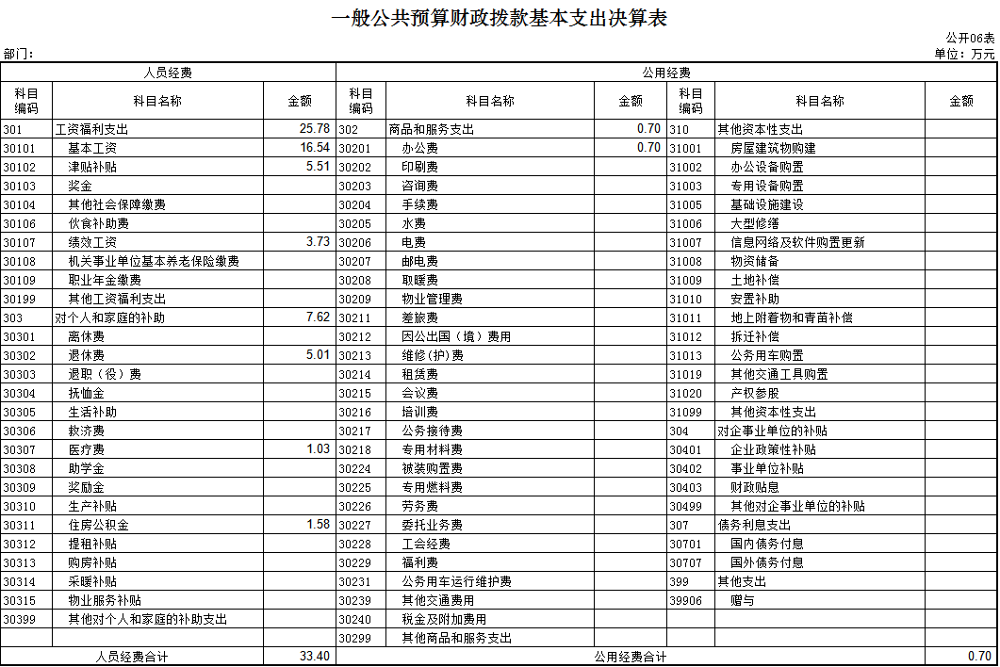 一般公共预算财政拨款基本支出决算表
公开06表
部门： 单位：万元
人员经费 公用经费
科目编码 科目名称 金额 科目编码 科目名称 金额 科目编码 科目名称 金额
301 工资福利支出 25.78 302 商品和服务支出 0.70 310 其他资本性支出
30101 基本工资 16.54 30201 办公费 0.70 31001 房屋建筑物购建
30102 津贴补贴 5.51 30202 印刷费 31002 办公设备购置
30103 奖金 30203 咨询费 31003 专用设备购置
30104 其他社会保障缴费 30204 手续费 31005 基础设施建设
30106 伙食补助费 30205 水费 31006 大型修缮
30107 绩效工资 3.73 30206 电费 31007 信息网络及软件购置更新
30108 机关事业单位基本养老保险缴费 30207 邮电费 31008 物资储备
30109 职业年金缴费 30208 取暖费 31009 土地补偿
30199 其他工资福利支出 30209 物业管理费 31010 安置补助
303 对个人和家庭的补助 7.62 30211 差旅费 31011 地上附着物和青苗补偿
30301 离休费 30212 因公出国（境）费用 31012 拆迁补偿
30302 退休费 5.01 30213 维修(护)费 31013 公务用车购置
30303 退职（役）费 30214 租赁费 31019 其他交通工具购置
30304 抚恤金 30215 会议费 31020 产权参股
30305 生活补助 30216 培训费 31099 其他资本性支出
30306 救济费 30217 公务接待费 304 对企事业单位的补贴
30307 医疗费 1.03 30218 专用材料费 30401 企业政策性补贴
30308 助学金 30224 被装购置费 30402 事业单位补贴
30309 奖励金 30225 专用燃料费 30403 财政贴息
30310 生产补贴 30226 劳务费 30499 其他对企事业单位的补贴
30311 住房公积金 1.58 30227 委托业务费 307 债务利息支出
30312 提租补贴 30228 工会经费 30701 国内债务付息
30313 购房补贴 30229 福利费 30707 国外债务付息
30314 采暖补贴 30231 公务用车运行维护费 399 其他支出
30315 物业服务补贴 30239 其他交通费用 39906 赠与
30399 其他对个人和家庭的补助支出 30240 税金及附加费用
30299 其他商品和服务支出
人员经费合计 33.40 公用经费合计 0.70